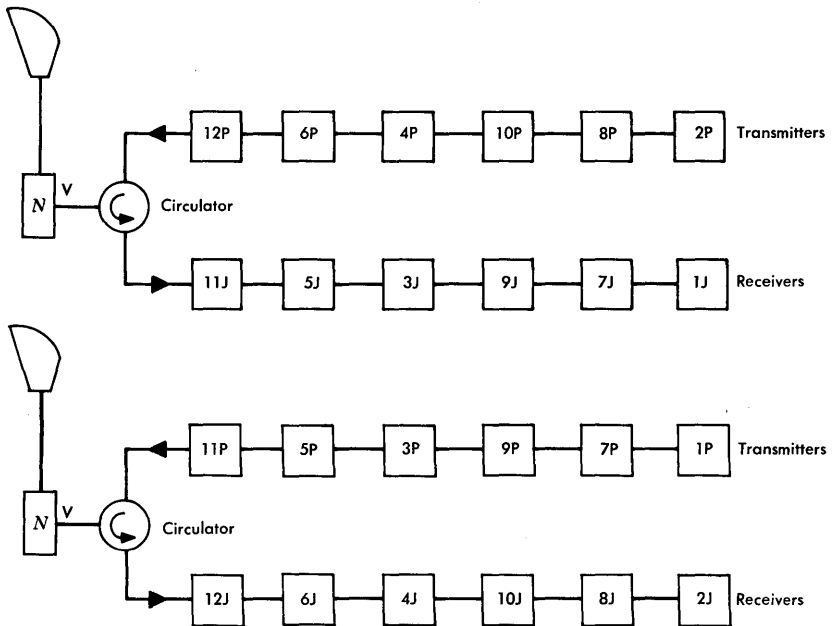 12P 6P 4P 10P 8P 2P Transmitters
N V Circulator
11J 5J 3J 9J 7J 1J Receivers
11P 5P 3P 9P 7P 1P Transmitters
N V Circulator
12J 6J 4J 10J 8J 2J Receivers